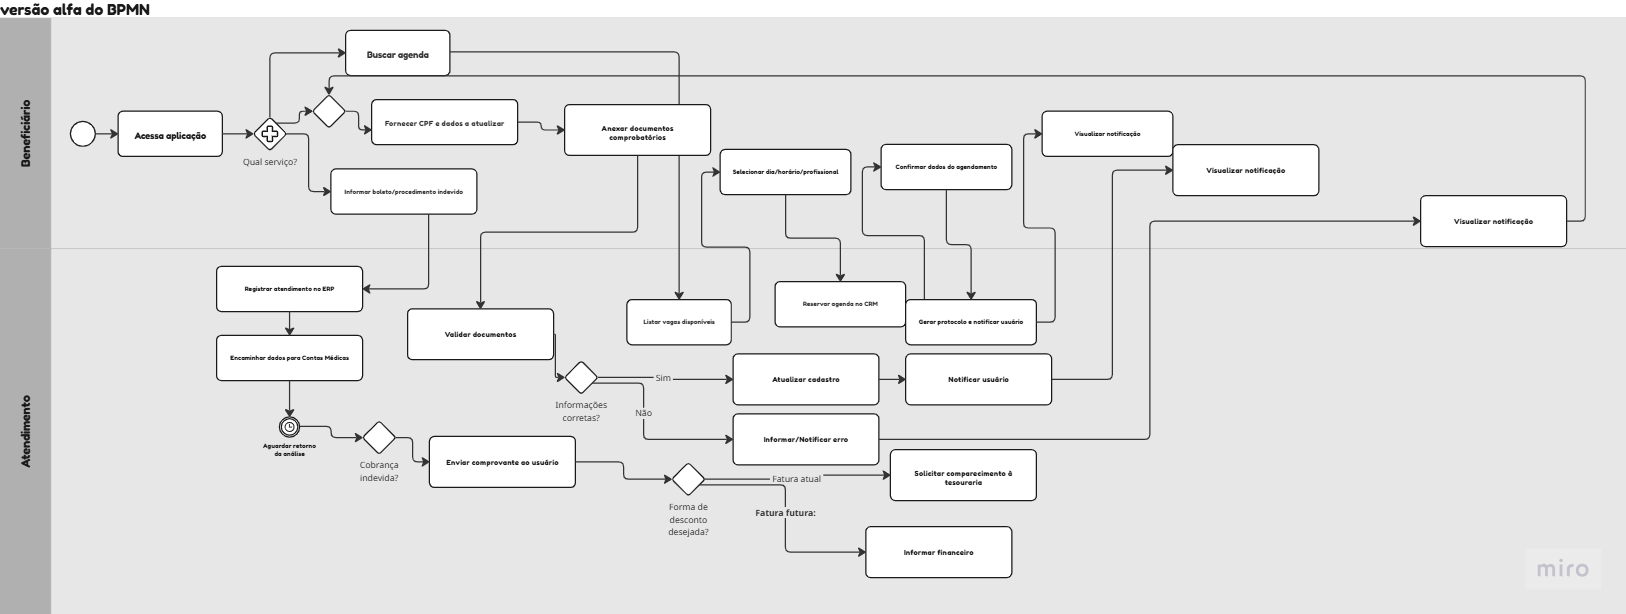 versão alfa do BPMN
Beneficiário
Buscar agenda
Acessa aplicação
Qual serviço?
Fornecer CPF e dados a atualizar
Anexar documentos
comprobatórios
Informar boleto/procedimento indevido
Selecionar dia/horário/profissional
Confirmar dados do agendamento
Visualizar notificação
Visualizar notificação
Visualizar notificação
Atendimento
Registrar atendimento no ERP
Encaminhar dados para Contas Médicas
Aguardar retorno
da análise
Cobrança
indevida?
Validar documentos
Informações
corretas?
Sim
Não
Listar vagas disponíveis
Reservar agenda no CRM
Gerar protocolo e notificar usuário
Atualizar cadastro
Notificar usuário
Informar/Notificar erro
Enviar comprovante ao usuário
Forma de
desconto
desejada?
Fatura atual
Fatura futura:
Solicitar comparecimento à
tesouraria
Informar financeiro
miro